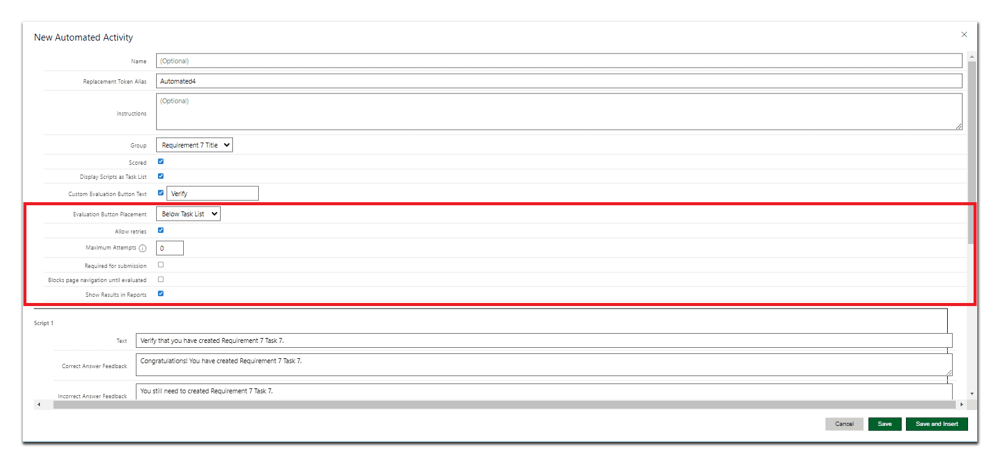 New Automated Activity
Name
(Optional)
Replacement Token Alias
Automated4
Instructions
(Optional)
Group
Requirement 7 Title
Scored
Display Scripts as Task List
Custom Evaluation Button Text
Verify
Evaluation Button Placement
Below Task List
Allow retries
Maximum Attempts
0
Required for submission
Blocks page navigation until evaluated
Show Results in Reports
Script 1
Text
Verify that you have created Requirement 7 Task 7.
Correct Answer Feedback
Congratulations! You have created Requirement 7 Task 7.
Incorrect Answer Feedback
You still need to created Requirement 7 Task 7.
Cancel
Save
Save and Insert